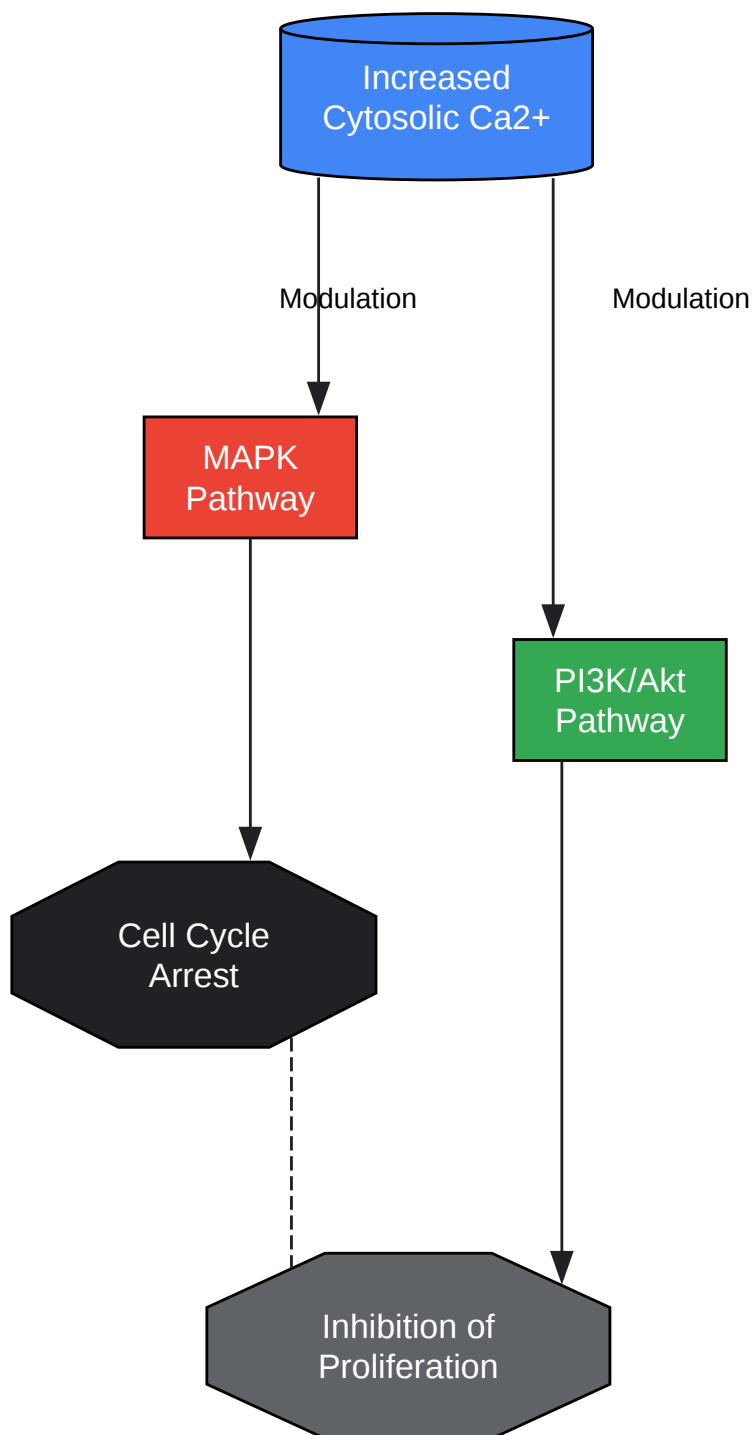 Increased
Cytosolic Ca2+
Modulation
Modulation
MAPK
Pathway
PI3K/Akt
Pathway
Cell Cycle
Arrest
Inhibition of
Proliferation